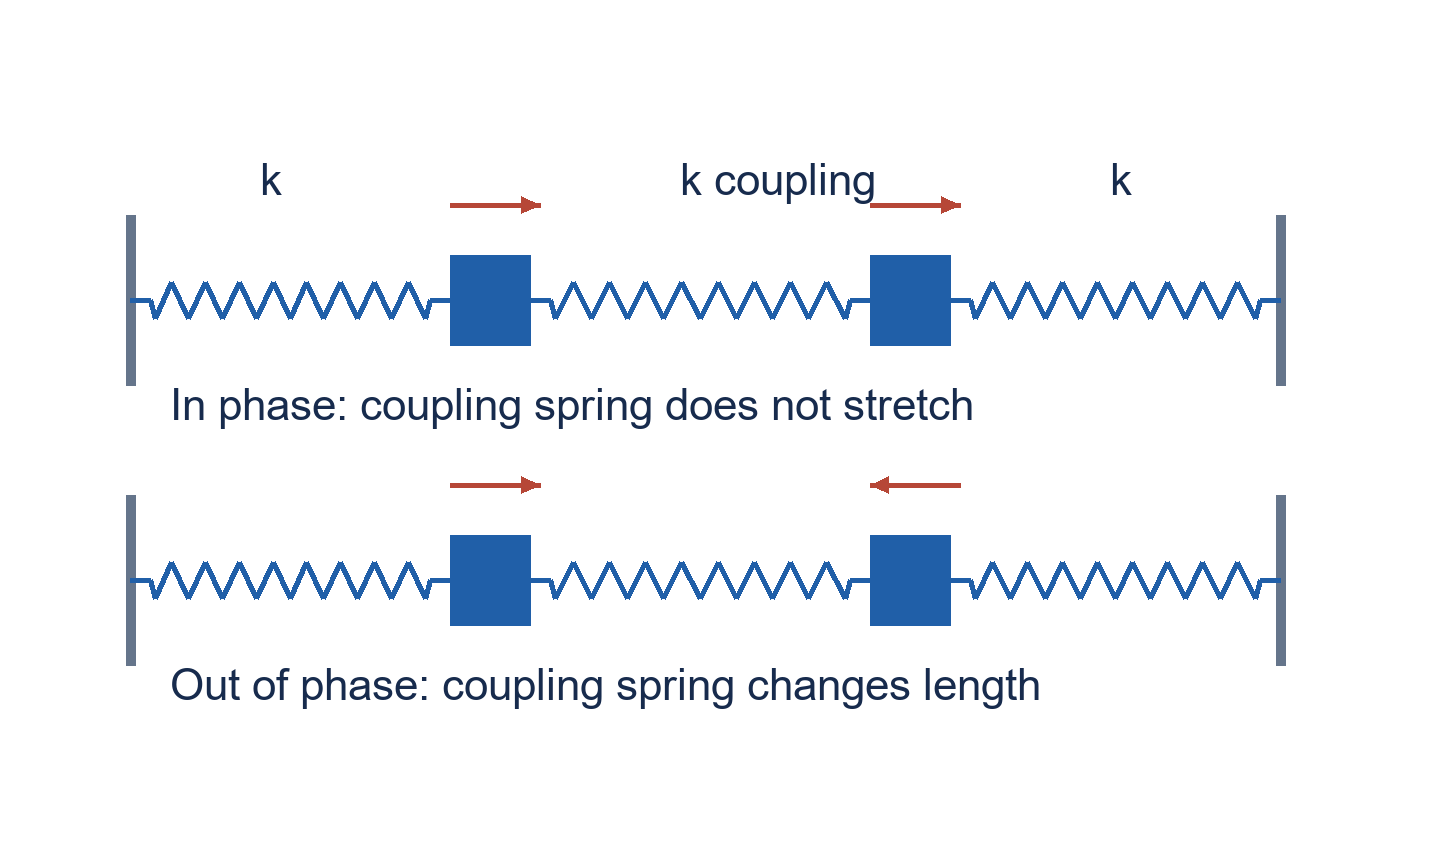 k k coupling k
In phase: coupling spring does not stretch
Out of phase: coupling spring changes length